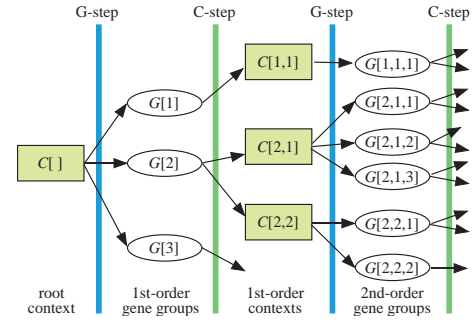 G-step C-step G-step C-step
C[1,1] G[1,1,1]
G[1]
G[2,1,1]
C[ ] G[2] C[2,1] G[2,1,2]
G[2,1,3]
C[2,2] G[2,2,1]
G[3] G[2,2,2]
root 1st-order 1st-order 2nd-order
context gene groups contexts gene groups